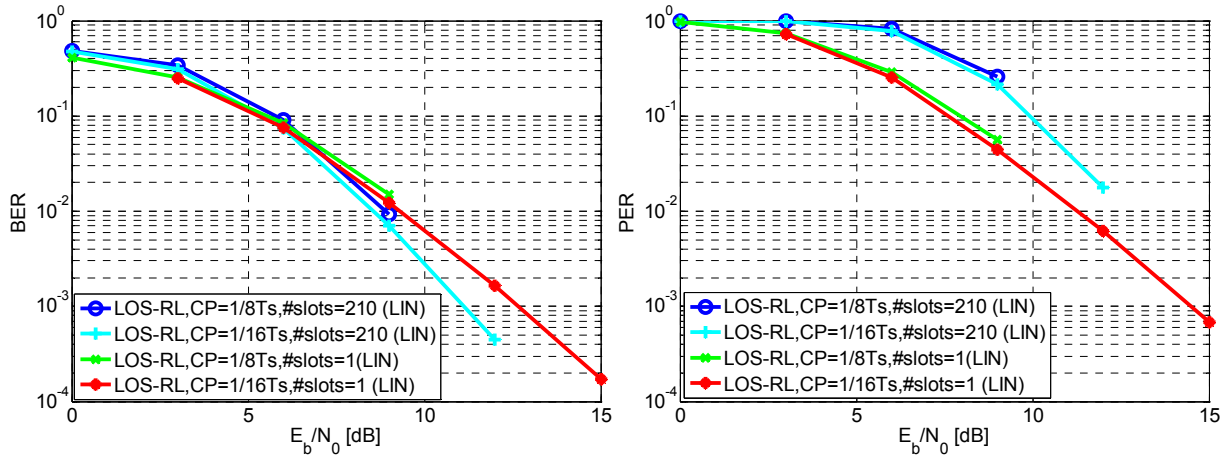 10^0
10^-1
10^-2
10^-3
10^-4
BER
0
5
10
15
E_b/N_0 [dB]
LOS-RL,CP=1/8Ts,#slots=210 (LIN)
LOS-RL,CP=1/16Ts,#slots=210 (LIN)
LOS-RL,CP=1/8Ts,#slots=1(LIN)
LOS-RL,CP=1/16Ts,#slots=1 (LIN)
10^0
10^-1
10^-2
10^-3
10^-4
PER
0
5
10
15
E_b/N_0 [dB]
LOS-RL,CP=1/8Ts,#slots=210 (LIN)
LOS-RL,CP=1/16Ts,#slots=210 (LIN)
LOS-RL,CP=1/8Ts,#slots=1(LIN)
LOS-RL,CP=1/16Ts,#slots=1 (LIN)